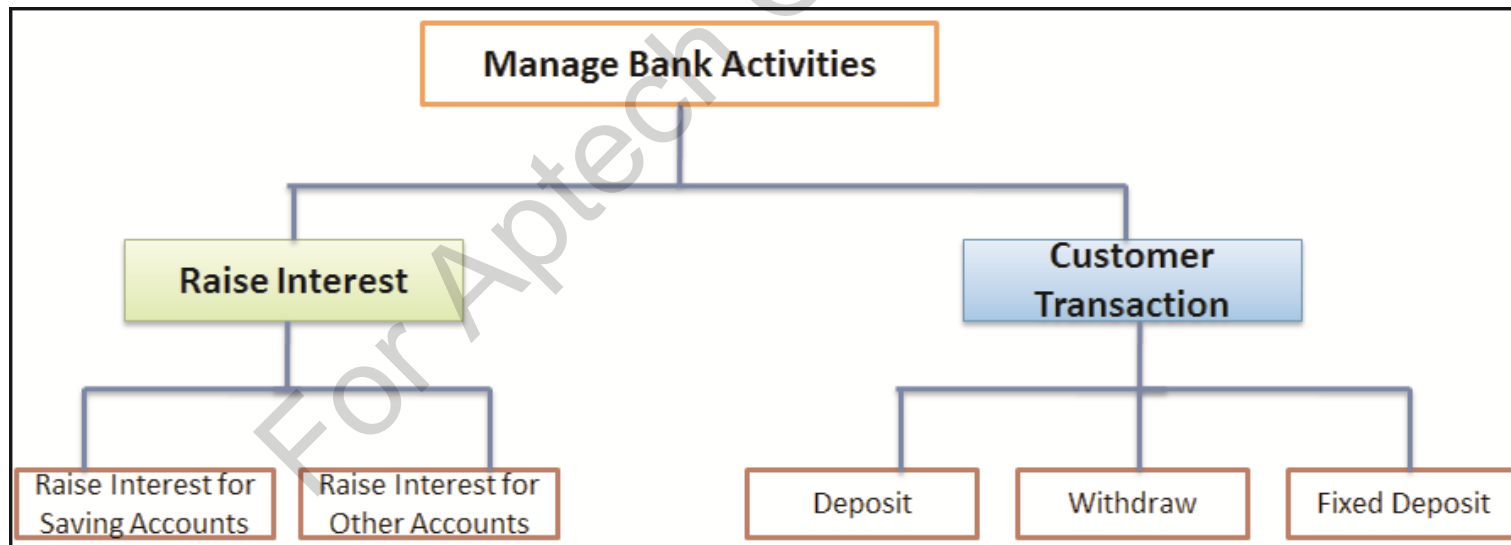 Manage Bank Activities
Raise Interest
Customer
Transaction
Raise Interest for
Saving Accounts
Raise Interest for
Other Accounts
Deposit
Withdraw
Fixed Deposit
For Aptech